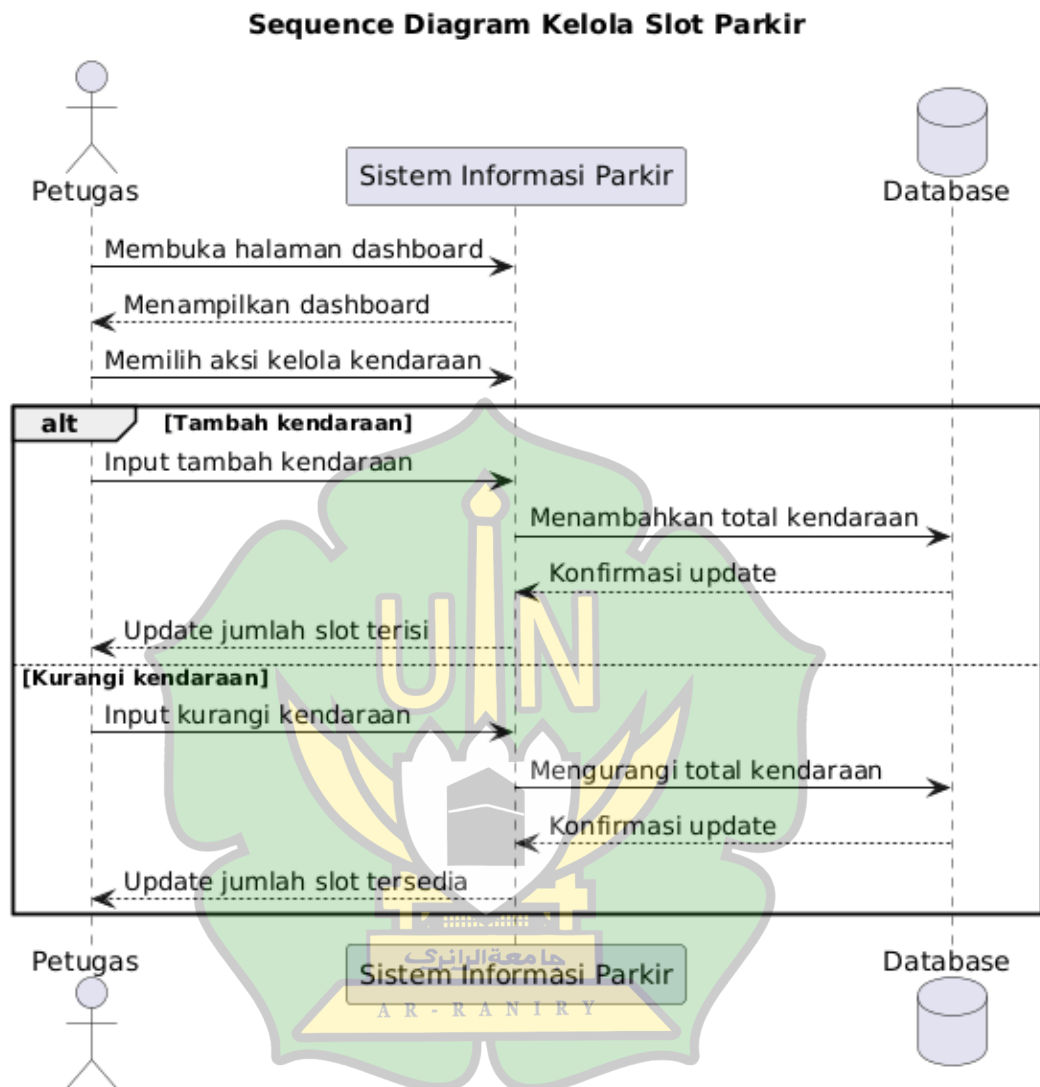 Sequence Diagram Kelola Slot Parkir
Petugas
Sistem Informasi Parkir
Database
Membuka halaman dashboard
Menampilkan dashboard
Memilih aksi kelola kendaraan
alt [Tambah kendaraan]
Input tambah kendaraan
Menambahkan total kendaraan
Konfirmasi update
Update jumlah slot terisi
[Kurangi kendaraan]
Input kurangi kendaraan
Mengurangi total kendaraan
Konfirmasi update
Update jumlah slot tersedia
Petugas
Sistem Informasi Parkir
Database
UIN
جامعة الرانري
AR-RANIRY